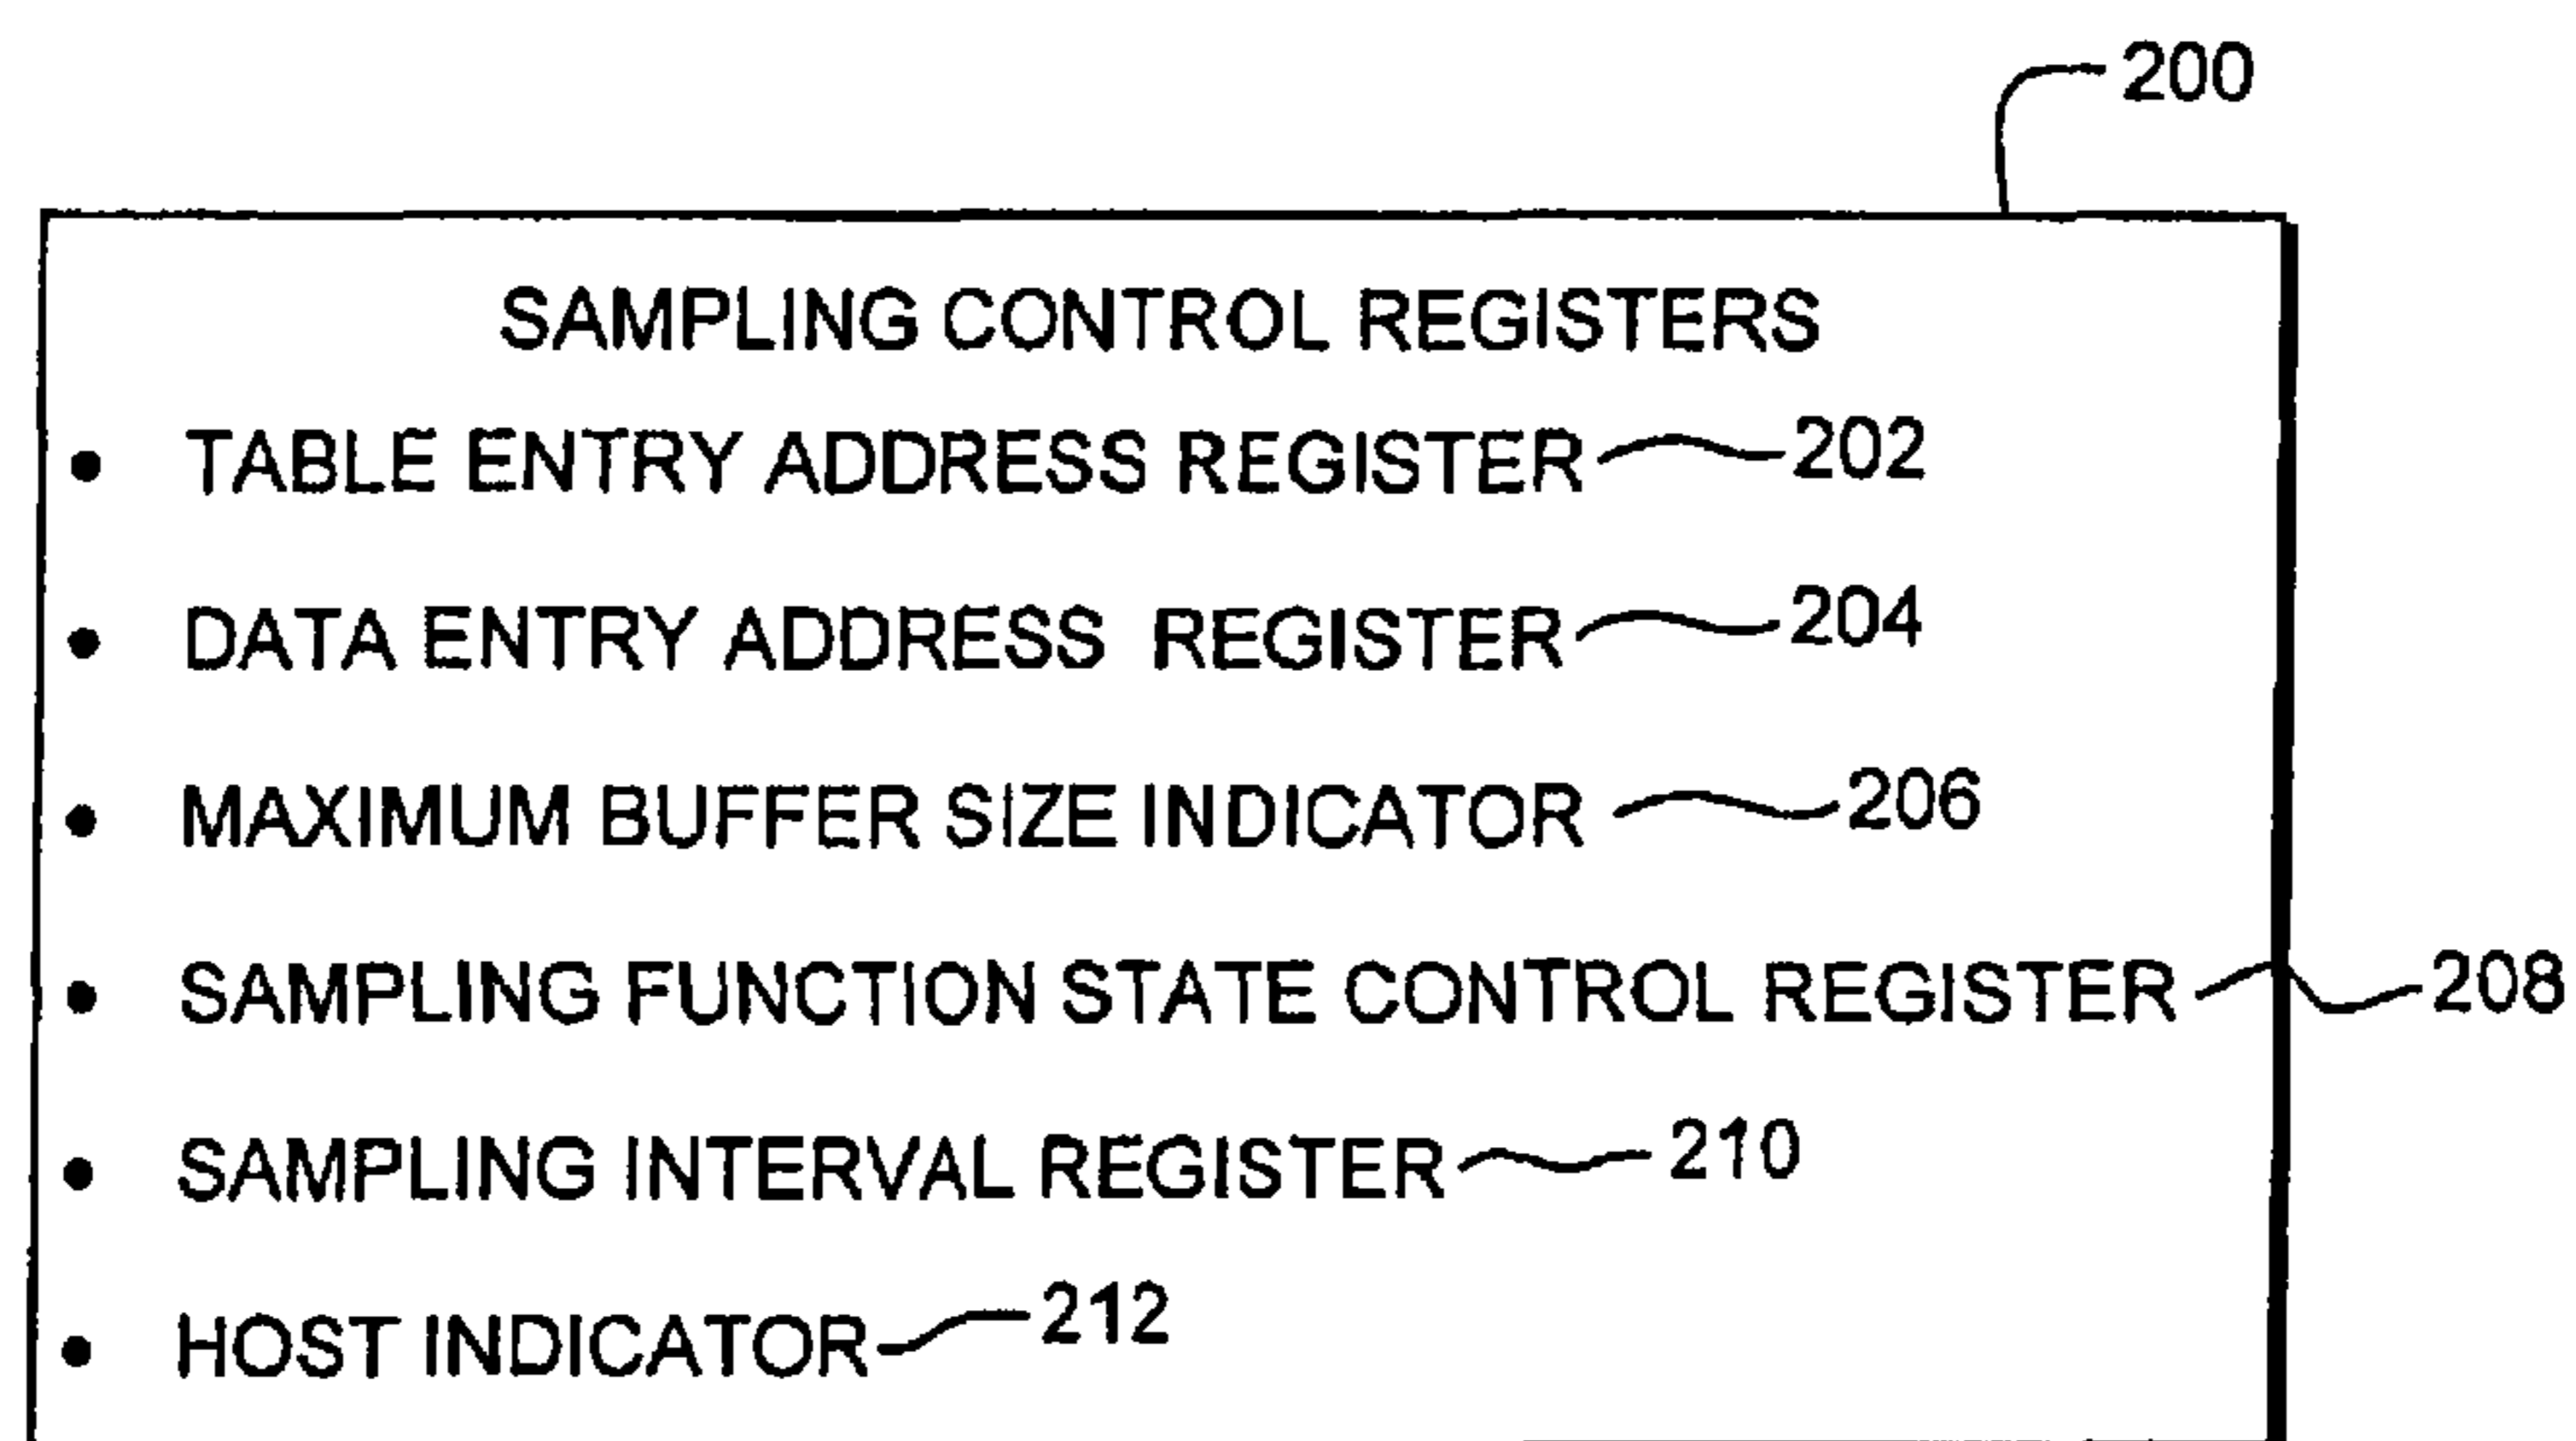 200
SAMPLING CONTROL REGISTERS
• TABLE ENTRY ADDRESS REGISTER 202
• DATA ENTRY ADDRESS REGISTER 204
• MAXIMUM BUFFER SIZE INDICATOR 206
• SAMPLING FUNCTION STATE CONTROL REGISTER 208
• SAMPLING INTERVAL REGISTER 210
• HOST INDICATOR 212